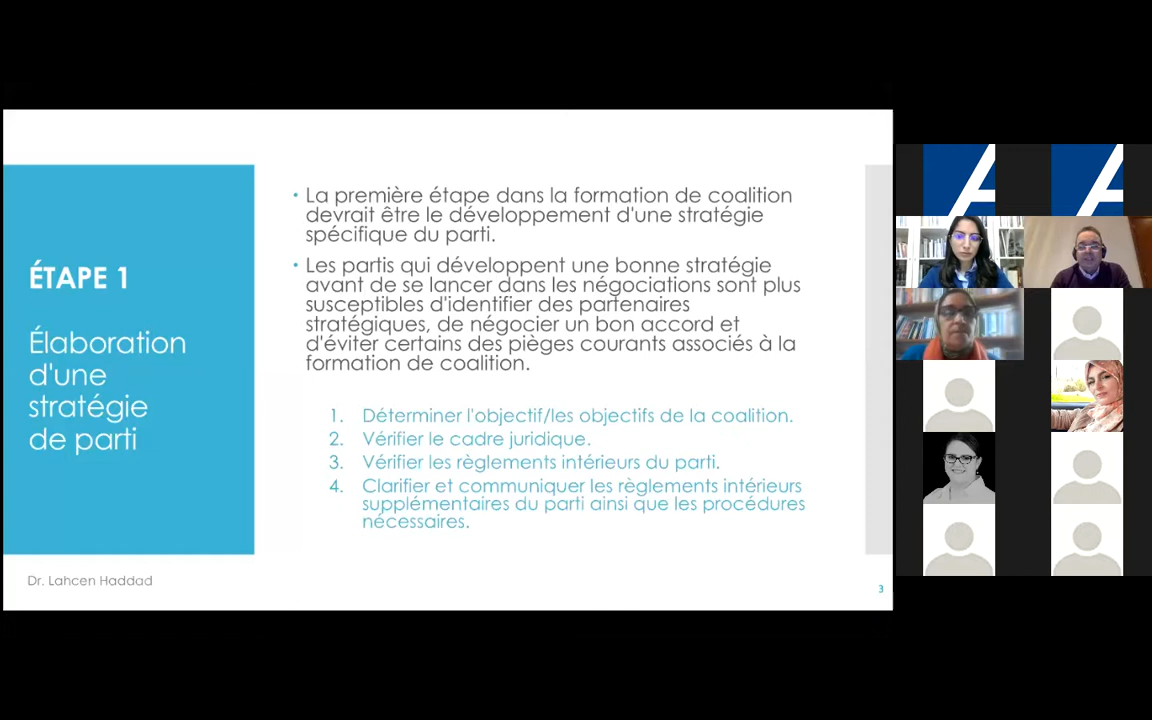 ÉTAPE 1
Élaboration
d'une
stratégie
de parti
• La première étape dans la formation de coalition
devrait être le développement d'une stratégie
spécifique du parti.
• Les partis qui développent une bonne stratégie
avant de se lancer dans les négociations sont plus
susceptibles d'identifier des partenaires
stratégiques, de négocier un bon accord et
d'éviter certains des pièges courants associés à la
formation de coalition.
1. Déterminer l'objectif/les objectifs de la coalition.
2. Vérifier le cadre juridique.
3. Vérifier les règlements intérieurs du parti.
4. Clarifier et communiquer les règlements intérieurs
supplémentaires du parti ainsi que les procédures
nécessaires.
Dr. Lahcen Haddad
3